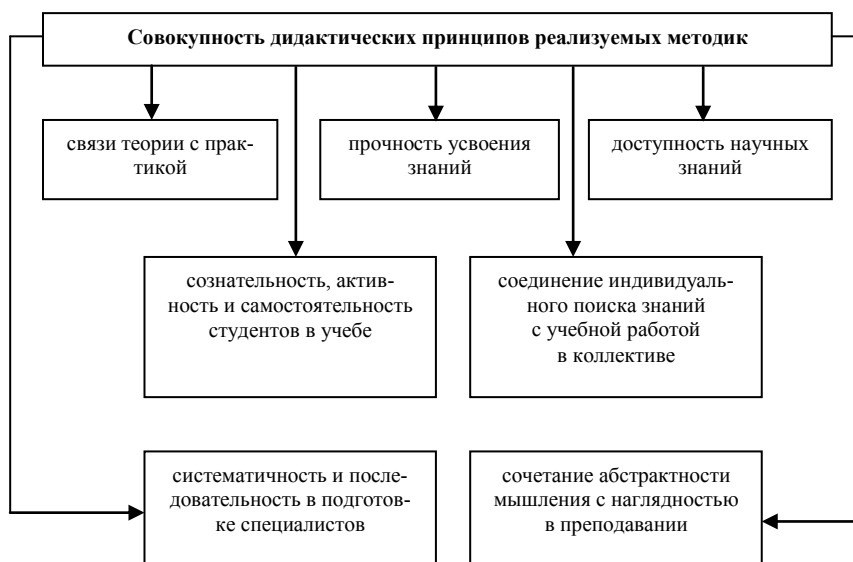 Совокупность дидактических принципов реализуемых методик
связи теории с прак-
тикой
прочность усвоения
знаний
доступность научных
знаний
сознательность, актив-
ность и самостоятельность
студентов в учебе
соединение индивидуаль-
ного поиска знаний
с учебной работой
в коллективе
систематичность и после-
довательность в подготов-
ке специалистов
сочетание абстрактности
мышления с наглядностью
в преподавании